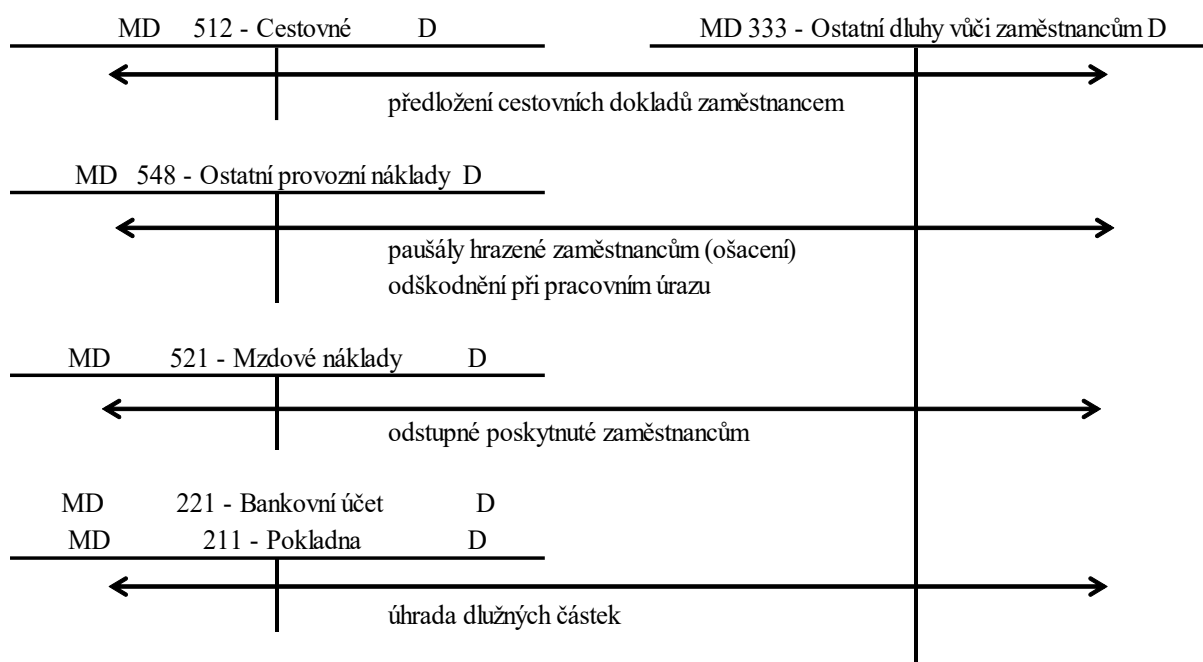 MD 512 - Cestovné D
MD 333 - Ostatní dluhy vůči zaměstnancům D
předložení cestovních dokladů zaměstnancem
MD 548 - Ostatní provozní náklady D
paušály hrazené zaměstnancům (ošacení)
odškodnění při pracovním úrazu
MD 521 - Mzdové náklady D
odstupné poskytnuté zaměstnancům
MD 221 - Bankovní účet D
MD 211 - Pokladna D
úhrada dlužných částek